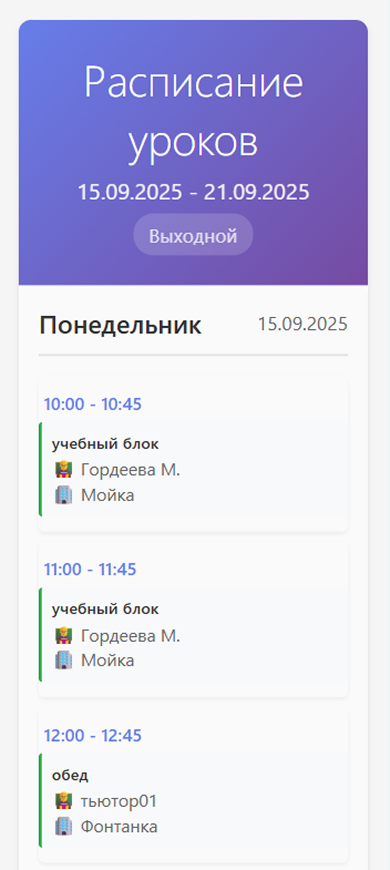 Расписание
уроков
15.09.2025 - 21.09.2025
Выходной
Понедельник 15.09.2025
10:00 - 10:45
учебный блок
Гордеева М.
Мойка
11:00 - 11:45
учебный блок
Гордеева М.
Мойка
12:00 - 12:45
обед
тьютор01
Фонтанка